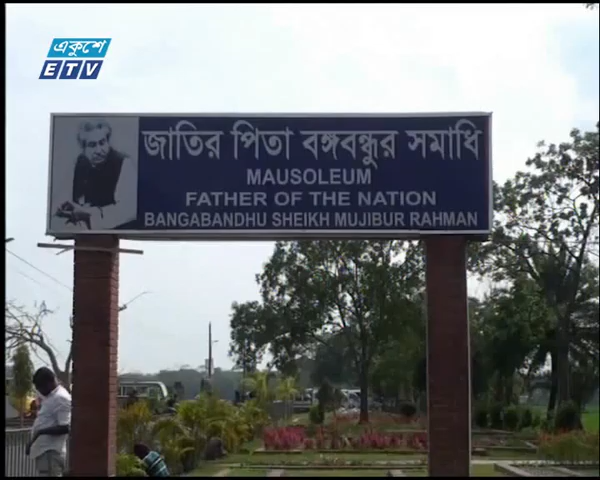 একুশে
ETV
জাতির পিতা বঙ্গবন্ধুর সমাধি
MAUSOLEUM
FATHER OF THE NATION
BANGABANDHU SHEIKH MUJIBUR RAHMAN